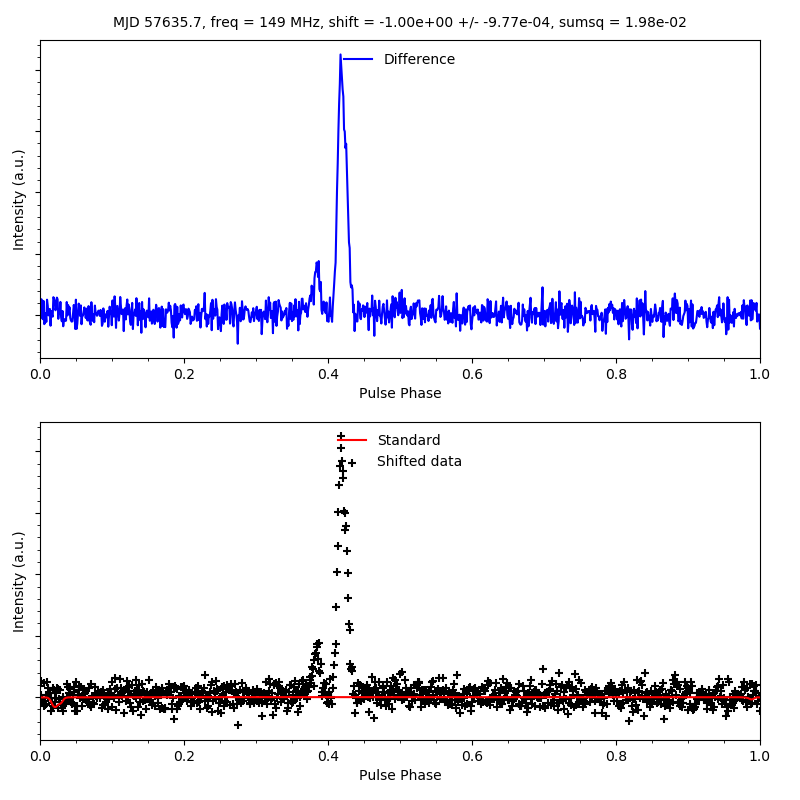 MJD 57635.7, freq = 149 MHz, shift = -1.00e+00 +/- -9.77e-04, sumsq = 1.98e-02
Difference
Intensity (a.u.)
0.0 0.2 0.4 0.6 0.8 1.0
Pulse Phase
Standard
Shifted data
Intensity (a.u.)
0.0 0.2 0.4 0.6 0.8 1.0
Pulse Phase